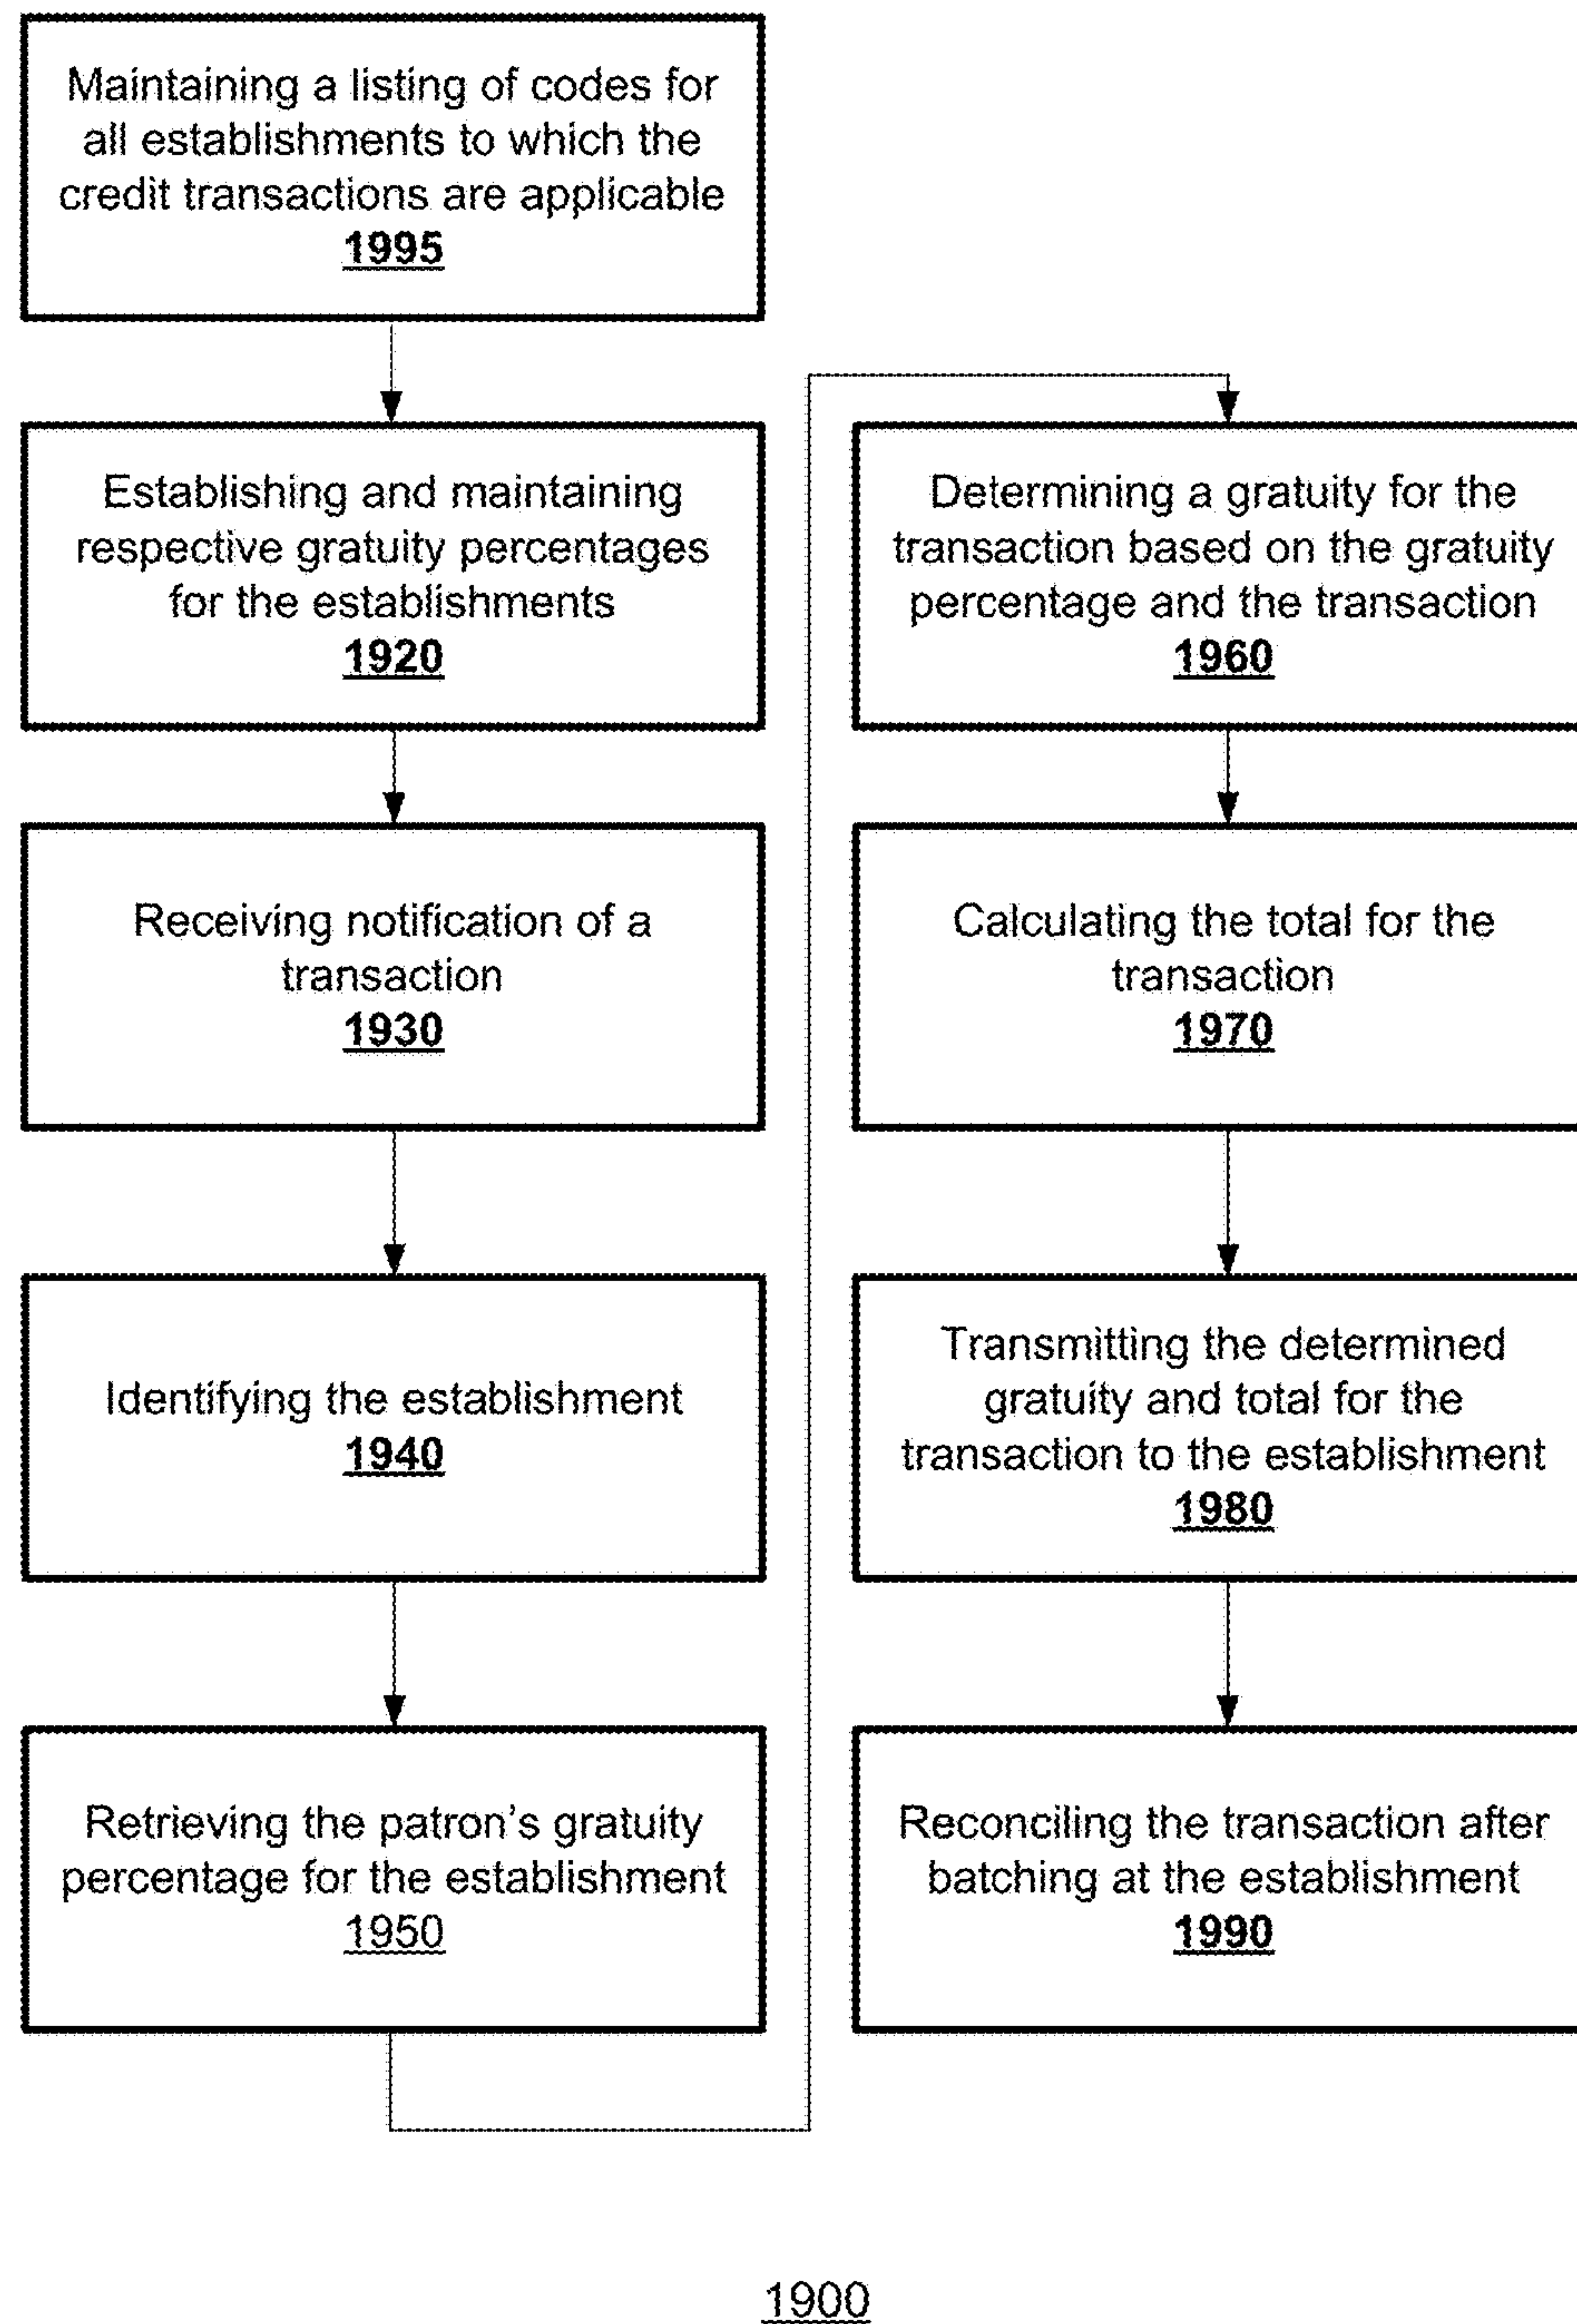 Maintaining a listing of codes for
all establishments to which the
credit transactions are applicable
1995
Establishing and maintaining
respective gratuity percentages
for the establishments
1920
Receiving notification of a
transaction
1930
Identifying the establishment
1940
Retrieving the patron's gratuity
percentage for the establishment
1950
Determining a gratuity for the
transaction based on the gratuity
percentage and the transaction
1960
Calculating the total for the
transaction
1970
Transmitting the determined
gratuity and total for the
transaction to the establishment
1980
Reconciling the transaction after
batching at the establishment
1990
1900